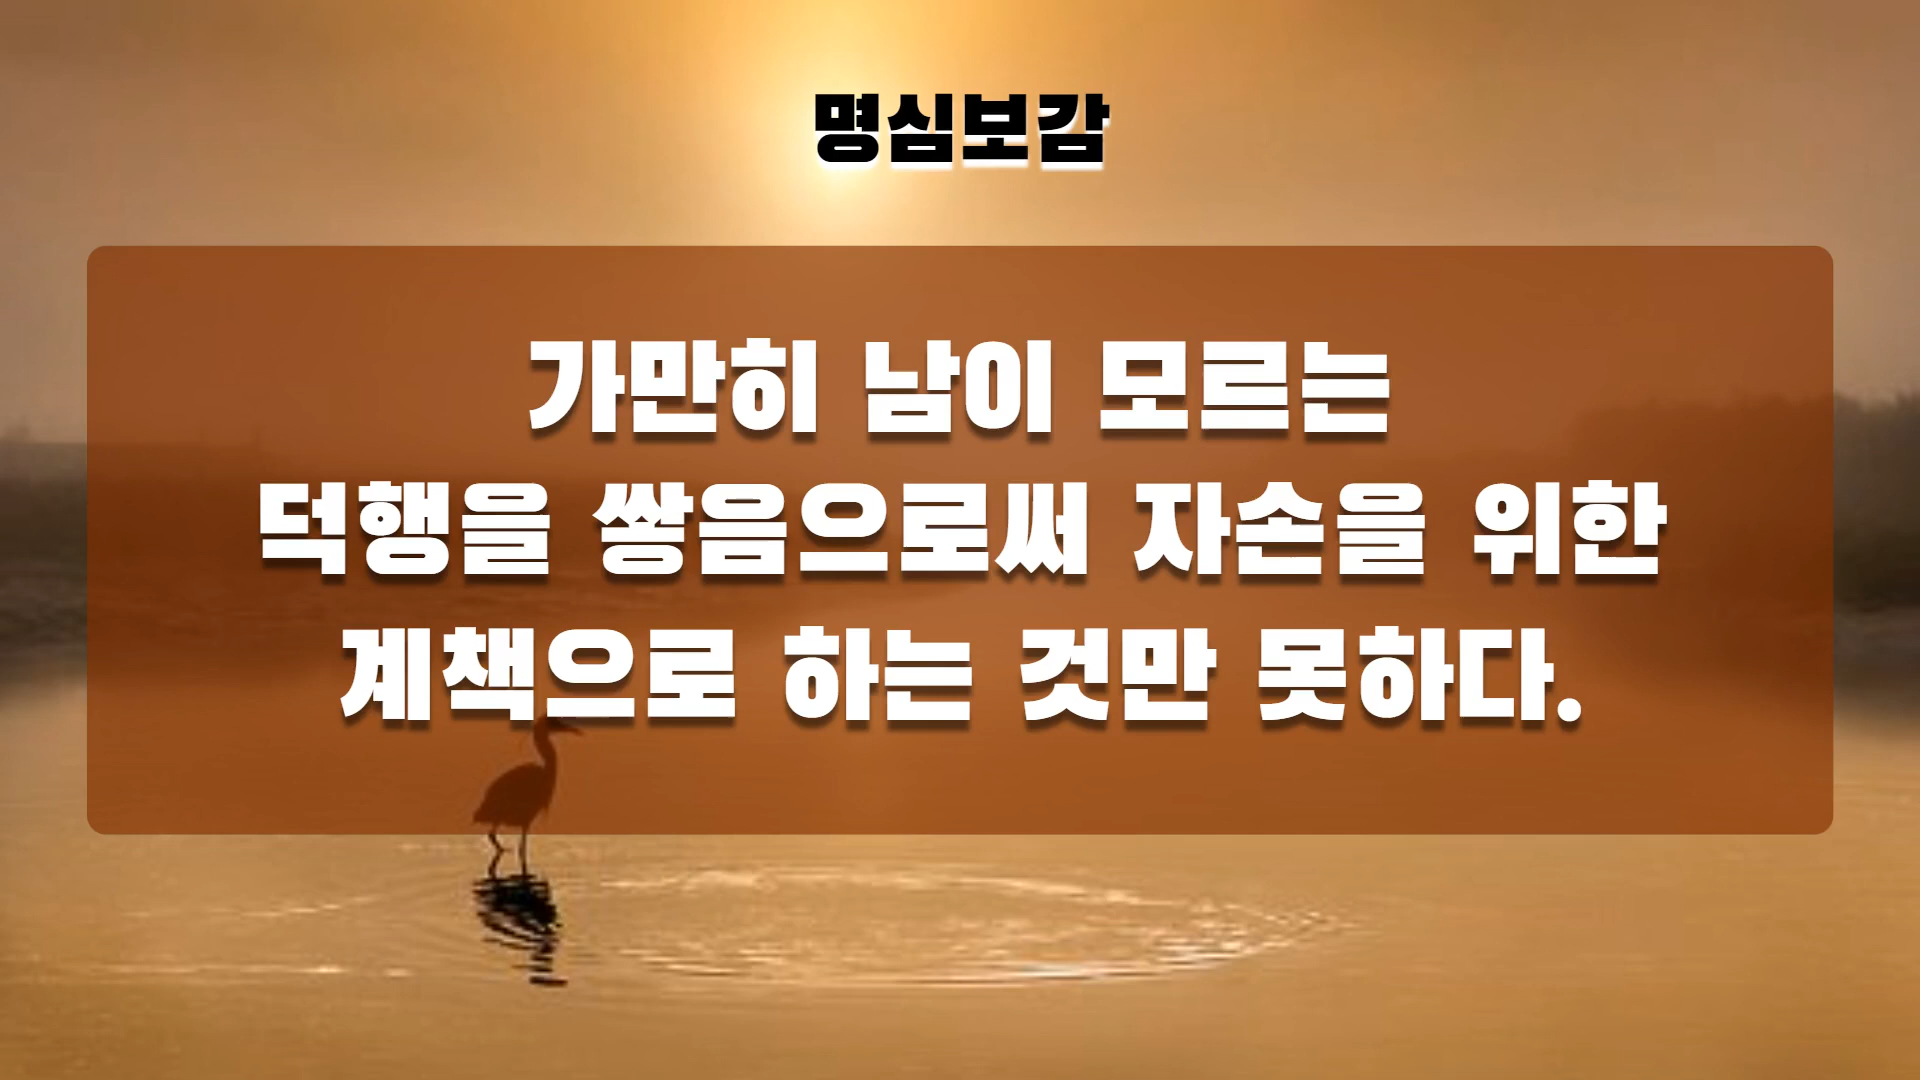 명심보감
가만히 남이 모르는
덕행을 쌓음으로써 자손을 위한
계책으로 하는 것만 못하다.